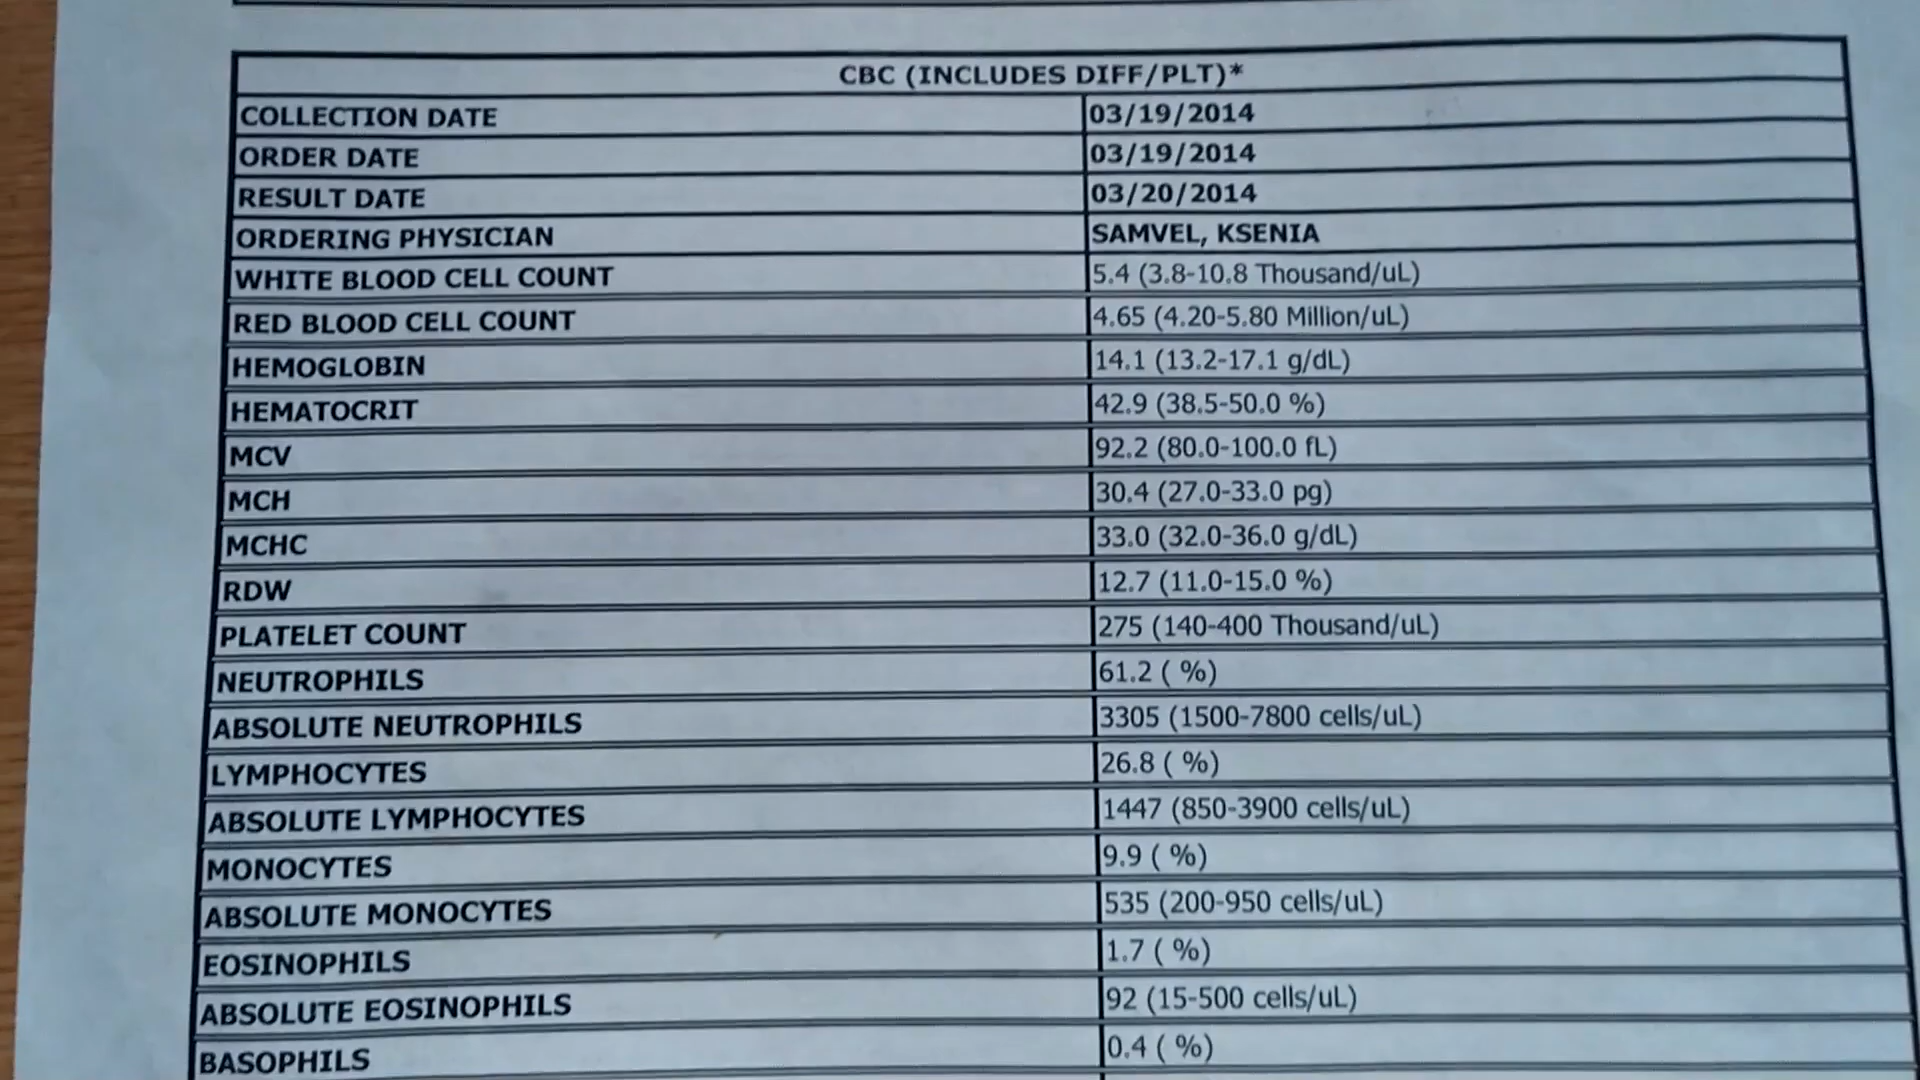 CBC (INCLUDES DIFF/PLT)*
COLLECTION DATE 03/19/2014
ORDER DATE 03/19/2014
RESULT DATE 03/20/2014
ORDERING PHYSICIAN SAMVEL, KSENIA
WHITE BLOOD CELL COUNT 5.4 (3.8-10.8 Thousand/uL)
RED BLOOD CELL COUNT 4.65 (4.20-5.80 Million/uL)
HEMOGLOBIN 14.1 (13.2-17.1 g/dL)
HEMATOCRIT 42.9 (38.5-50.0 %)
MCV 92.2 (80.0-100.0 fL)
MCH 30.4 (27.0-33.0 pg)
MCHC 33.0 (32.0-36.0 g/dL)
RDW 12.7 (11.0-15.0 %)
PLATELET COUNT 275 (140-400 Thousand/uL)
NEUTROPHILS 61.2 ( %)
ABSOLUTE NEUTROPHILS 3305 (1500-7800 cells/uL)
LYMPHOCYTES 26.8 ( %)
ABSOLUTE LYMPHOCYTES 1447 (850-3900 cells/uL)
MONOCYTES 9.9 ( %)
ABSOLUTE MONOCYTES 535 (200-950 cells/uL)
EOSINOPHILS 1.7 ( %)
ABSOLUTE EOSINOPHILS 92 (15-500 cells/uL)
BASOPHILS 0.4 ( %)